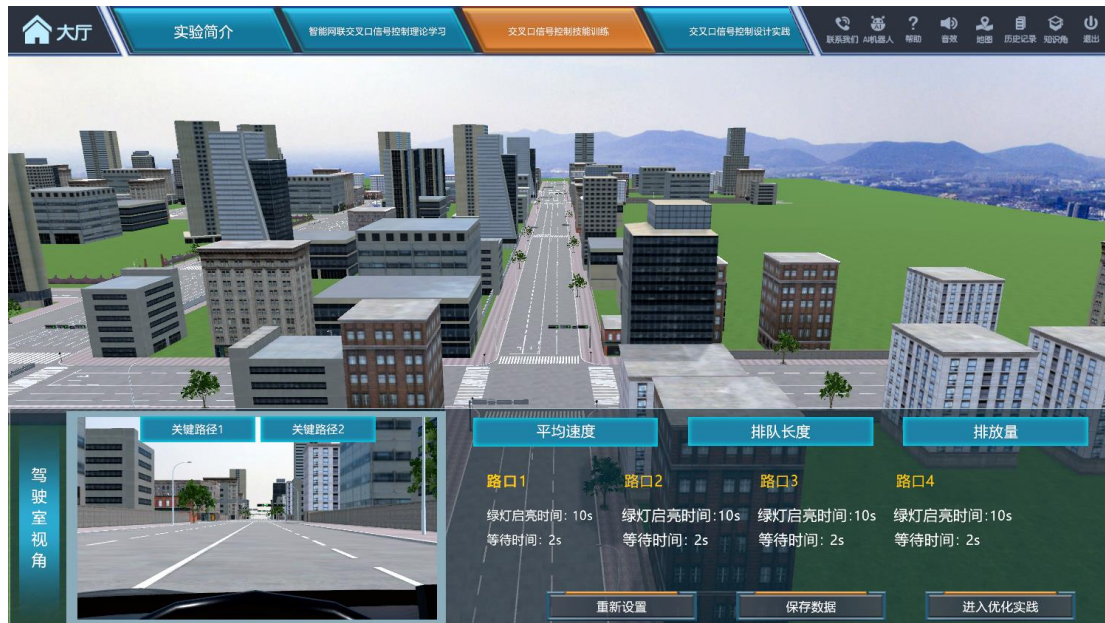 大厅
实验简介
智能网联交叉口信号控制理论学习
交叉口信号控制技能训练
交叉口信号控制设计实践
联系我们
AI机器人
帮助
音效
地图
历史记录
知识角
退出
驾驶室视角
关键路径1
关键路径2
平均速度
排队长度
排放量
路口1
路口2
路口3
路口4
绿灯启亮时间：10s
绿灯启亮时间：10s
绿灯启亮时间：10s
绿灯启亮时间：10s
等待时间：2s
等待时间：2s
等待时间：2s
等待时间：2s
重新设置
保存数据
进入优化实践